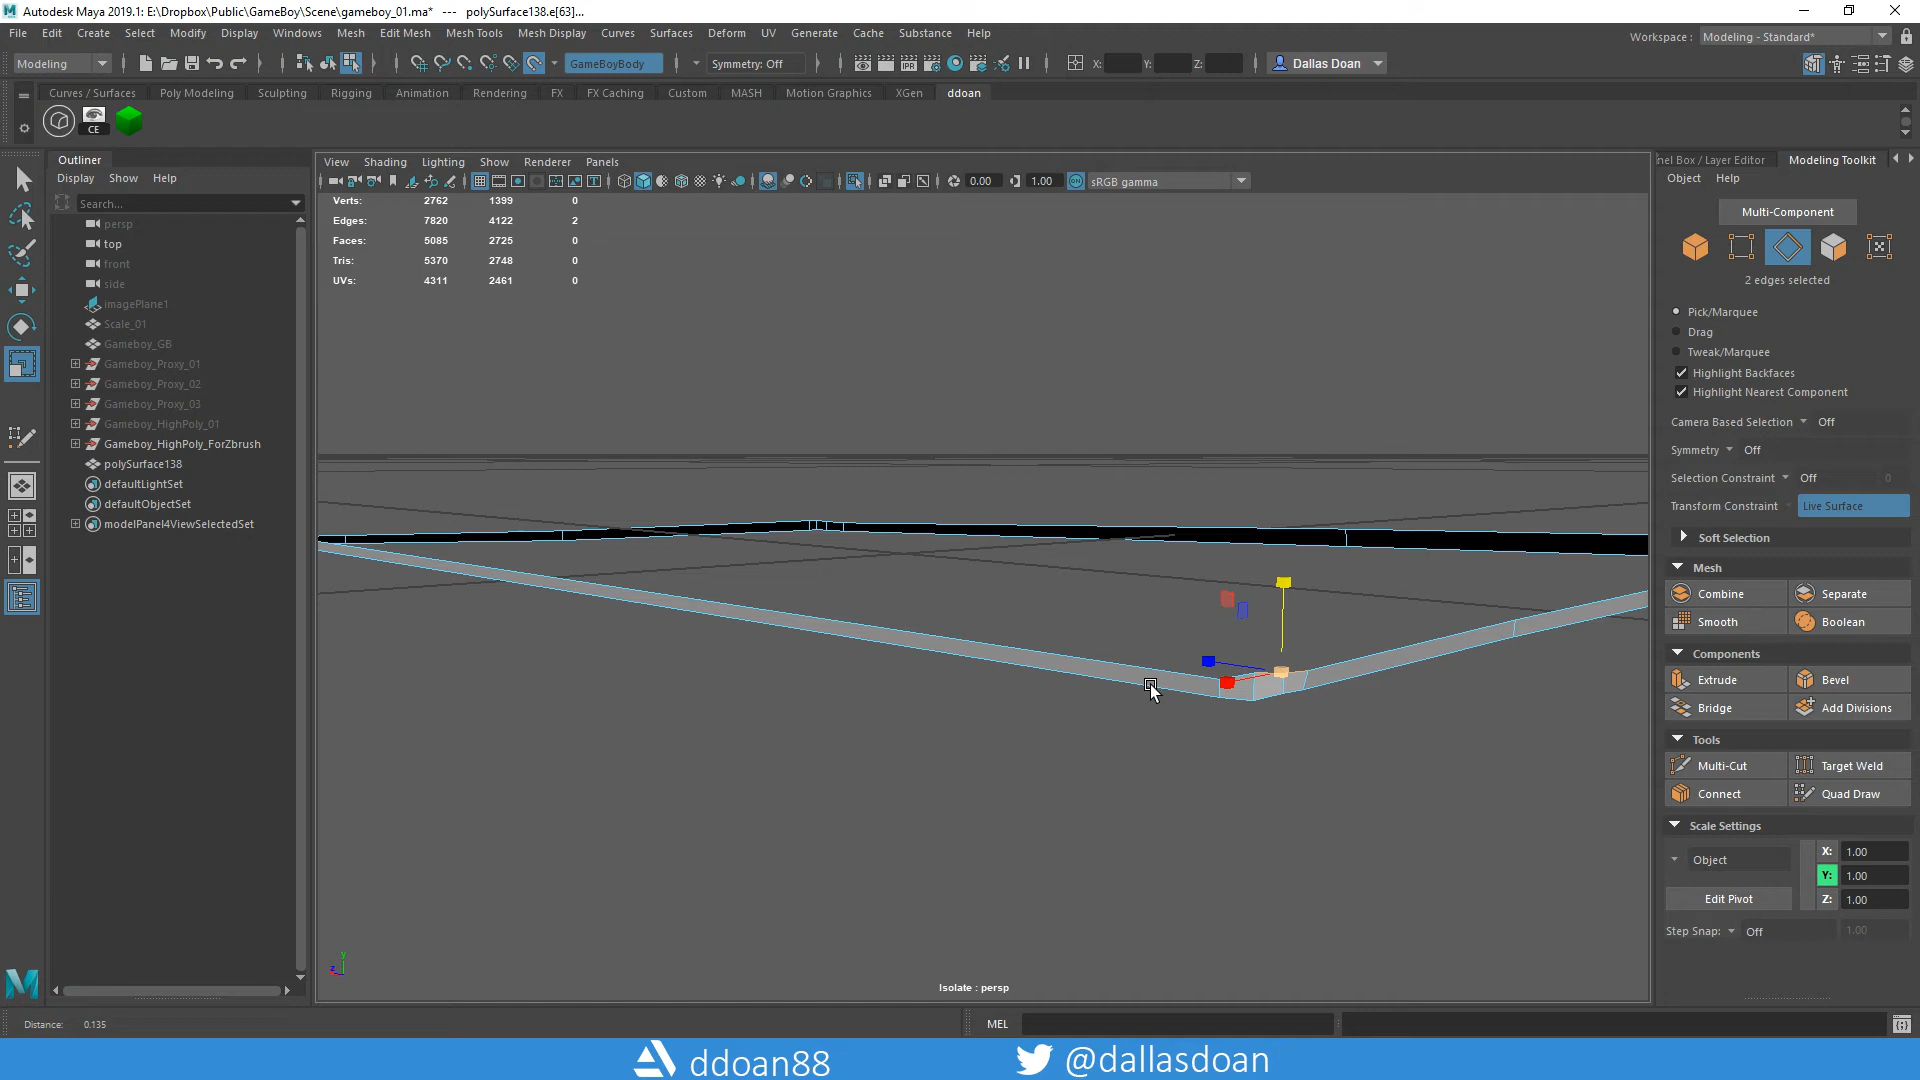 Autodesk Maya 2019.1: E:\Dropbox\Public\GameBoy\Scene\gameboy_01.ma* --- polySurface138.e[63]...
File Edit Create Select Modify Display Windows Mesh Edit Mesh Mesh Tools Mesh Display Curves Surfaces Deform UV Generate Cache Substance Help
Workspace : Modeling - Standard*
Modeling GameBoyBody Symmetry: Off X: Y: Z: Dallas Doan
Curves / Surfaces Poly Modeling Sculpting Rigging Animation Rendering FX FX Caching Custom MASH Motion Graphics XGen ddoan
CE
Outliner
Display Show Help
Search...
persp
top
front
side
imagePlane1
Scale_01
Gameboy_GB
Gameboy_Proxy_01
Gameboy_Proxy_02
Gameboy_Proxy_03
Gameboy_HighPoly_01
Gameboy_HighPoly_ForZbrush
polySurface138
defaultLightSet
defaultObjectSet
modelPanel4ViewSelectedSet
View Shading Lighting Show Renderer Panels
0.00 1.00 sRGB gamma
Verts: 2762 1399 0
Edges: 7820 4122 2
Faces: 5085 2725 0
Tris: 5370 2748 0
UVs: 4311 2461 0
y
z
Isolate : persp
nel Box / Layer Editor Modeling Toolkit
Object Help
Multi-Component
2 edges selected
Pick/Marquee
Drag
Tweak/Marquee
Highlight Backfaces
Highlight Nearest Component
Camera Based Selection Off
Symmetry Off
Selection Constraint Off 0
Transform Constraint Live Surface
Soft Selection
Mesh
Combine Separate
Smooth Boolean
Components
Extrude Bevel
Bridge Add Divisions
Tools
Multi-Cut Target Weld
Connect Quad Draw
Scale Settings
Object X: 1.00
Y: 1.00
Edit Pivot Z: 1.00
Step Snap: Off 1.00
Distance: 0.135
MEL
ddoan88 @dallasdoan